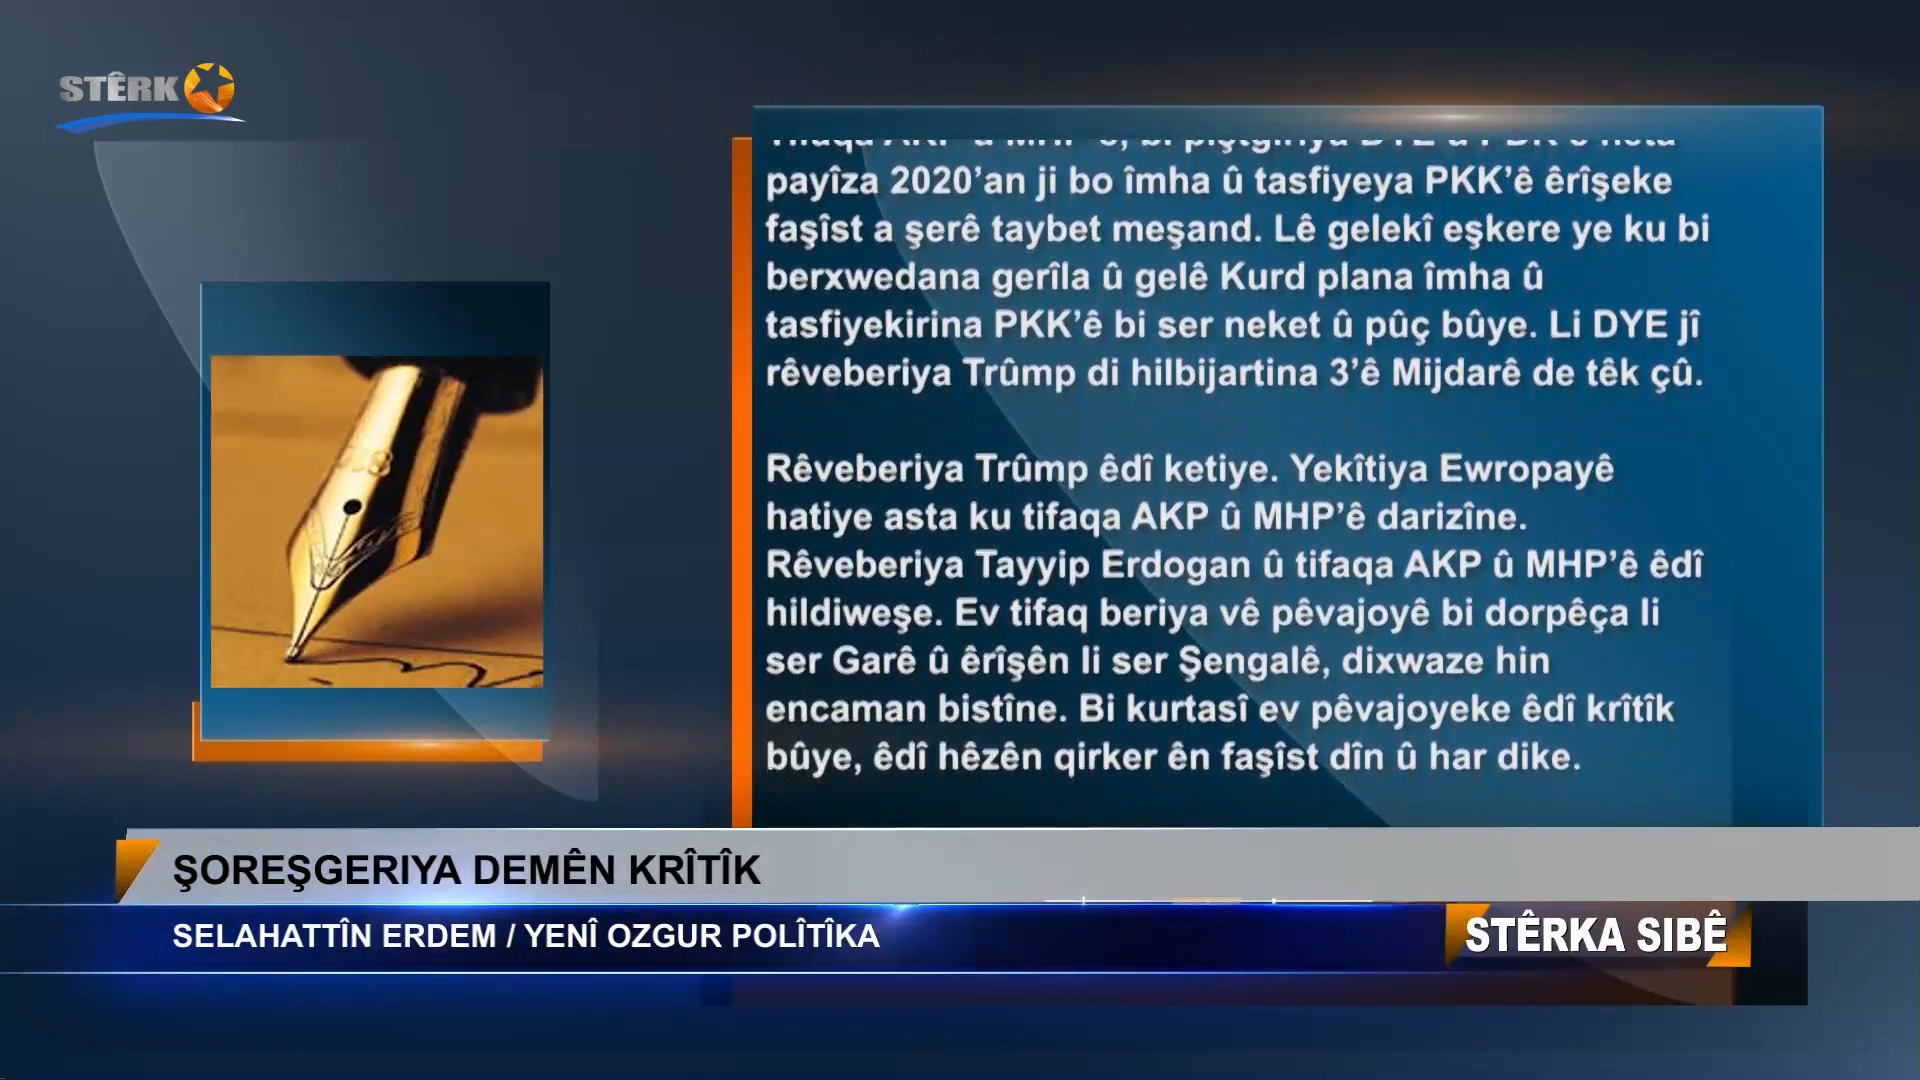 STÊRK
payîza 2020’an ji bo îmha û tasfiyeya PKK’ê êrîşeke
faşîst a şerê taybet meşand. Lê gelekî eşkere ye ku bi
berxwedana gerîla û gelê Kurd plana îmha û
tasfiyekirina PKK’ê bi ser neket û pûç bûye. Li DYE jî
rêveberiya Trûmp di hilbijartina 3’ê Mijdarê de têk çû.
Rêveberiya Trûmp êdî ketiye. Yekîtiya Ewropayê
hatiye asta ku tifaqa AKP û MHP’ê darizîne.
Rêveberiya Tayyip Erdogan û tifaqa AKP û MHP’ê êdî
hildiweşe. Ev tifaq beriya vê pêvajoyê bi dorpêça li
ser Garê û êrîşên li ser Şengalê, dixwaze hin
encaman bistîne. Bi kurtasî ev pêvajoyeke êdî krîtîk
bûye, êdî hêzên qirker ên faşîst dîn û har dike.
ŞOREŞGERIYA DEMÊN KRÎTÎK
SELAHATTÎN ERDEM / YENÎ OZGUR POLÎTÎKA
STÊRKA SIBÊ